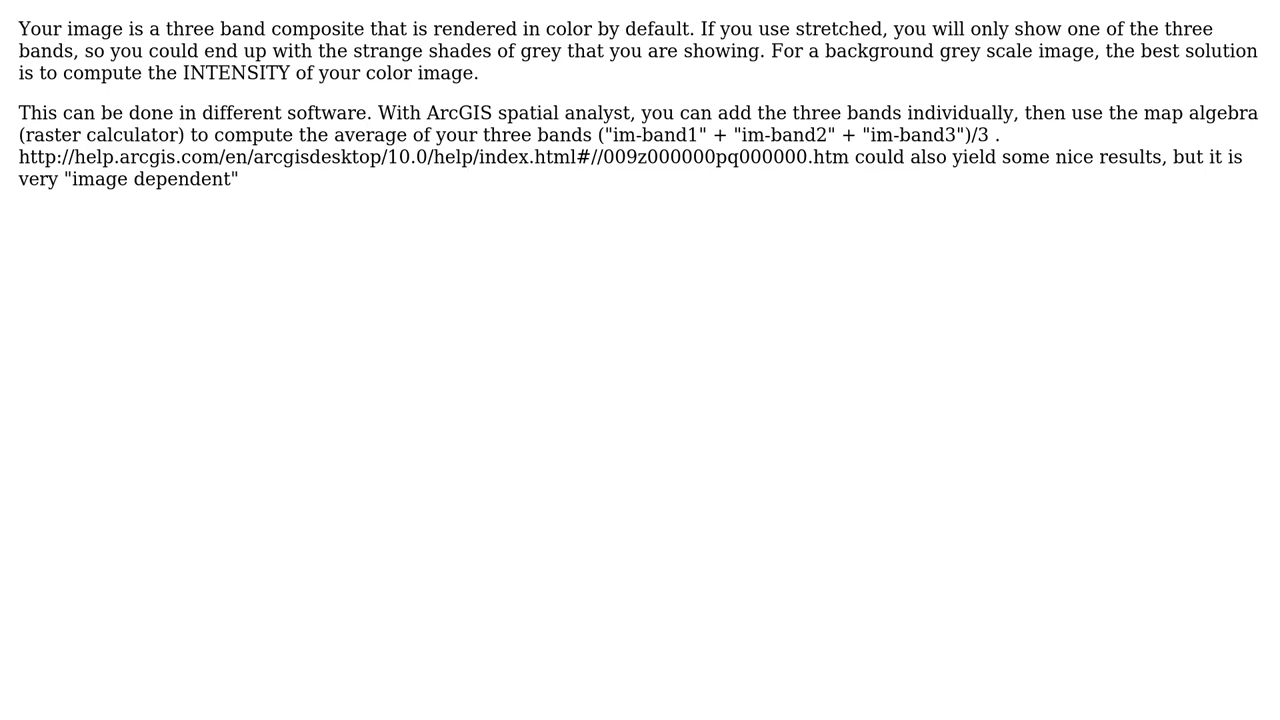 Your image is a three band composite that is rendered in color by default. If you use stretched, you will only show one of the three
bands, so you could end up with the strange shades of grey that you are showing. For a background grey scale image, the best solution
is to compute the INTENSITY of your color image.
This can be done in different software. With ArcGIS spatial analyst, you can add the three bands individually, then use the map algebra
(raster calculator) to compute the average of your three bands ("im-band1" + "im-band2" + "im-band3")/3 .
http://help.arcgis.com/en/arcgisdesktop/10.0/help/index.html#//009z000000pq000000.htm could also yield some nice results, but it is
very "image dependent"